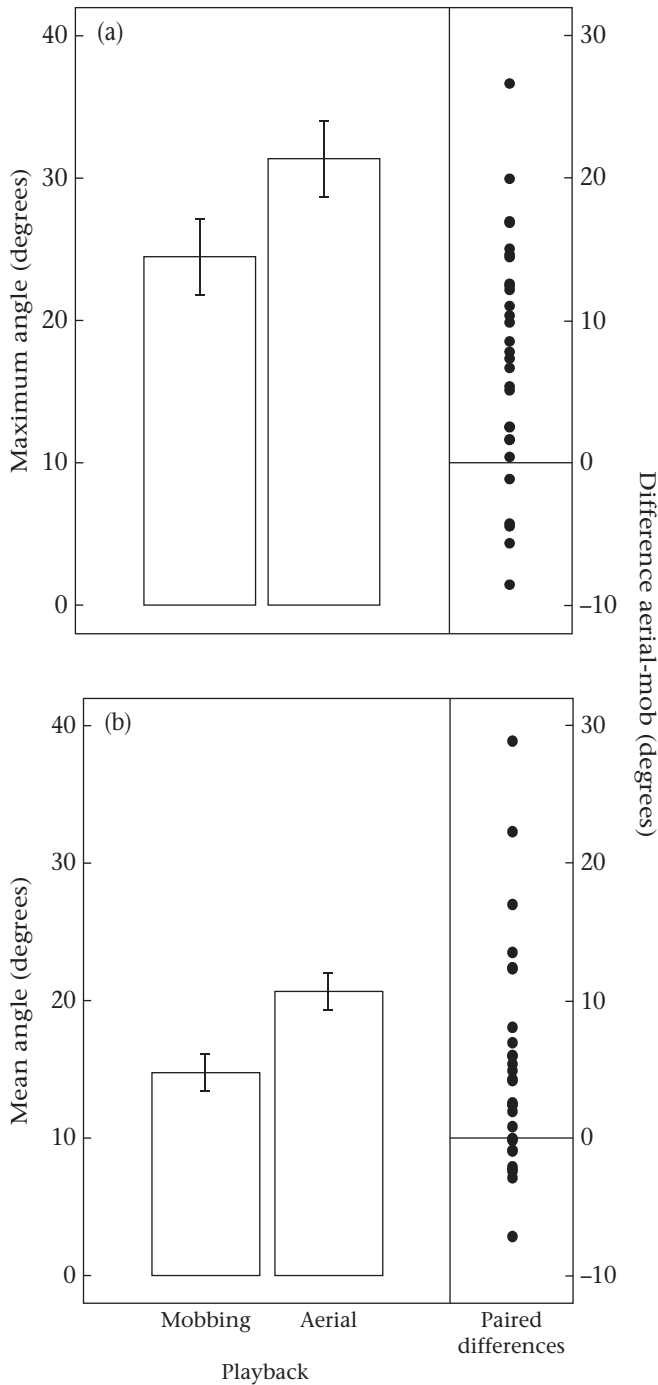 (a)
Maximum angle (degrees)
40
30
20
10
0
30
20
10
0
–10
Difference aerial-mob (degrees)
(b)
Mean angle (degrees)
40
30
20
10
0
30
20
10
0
–10
Mobbing Aerial
Playback
Paired
differences